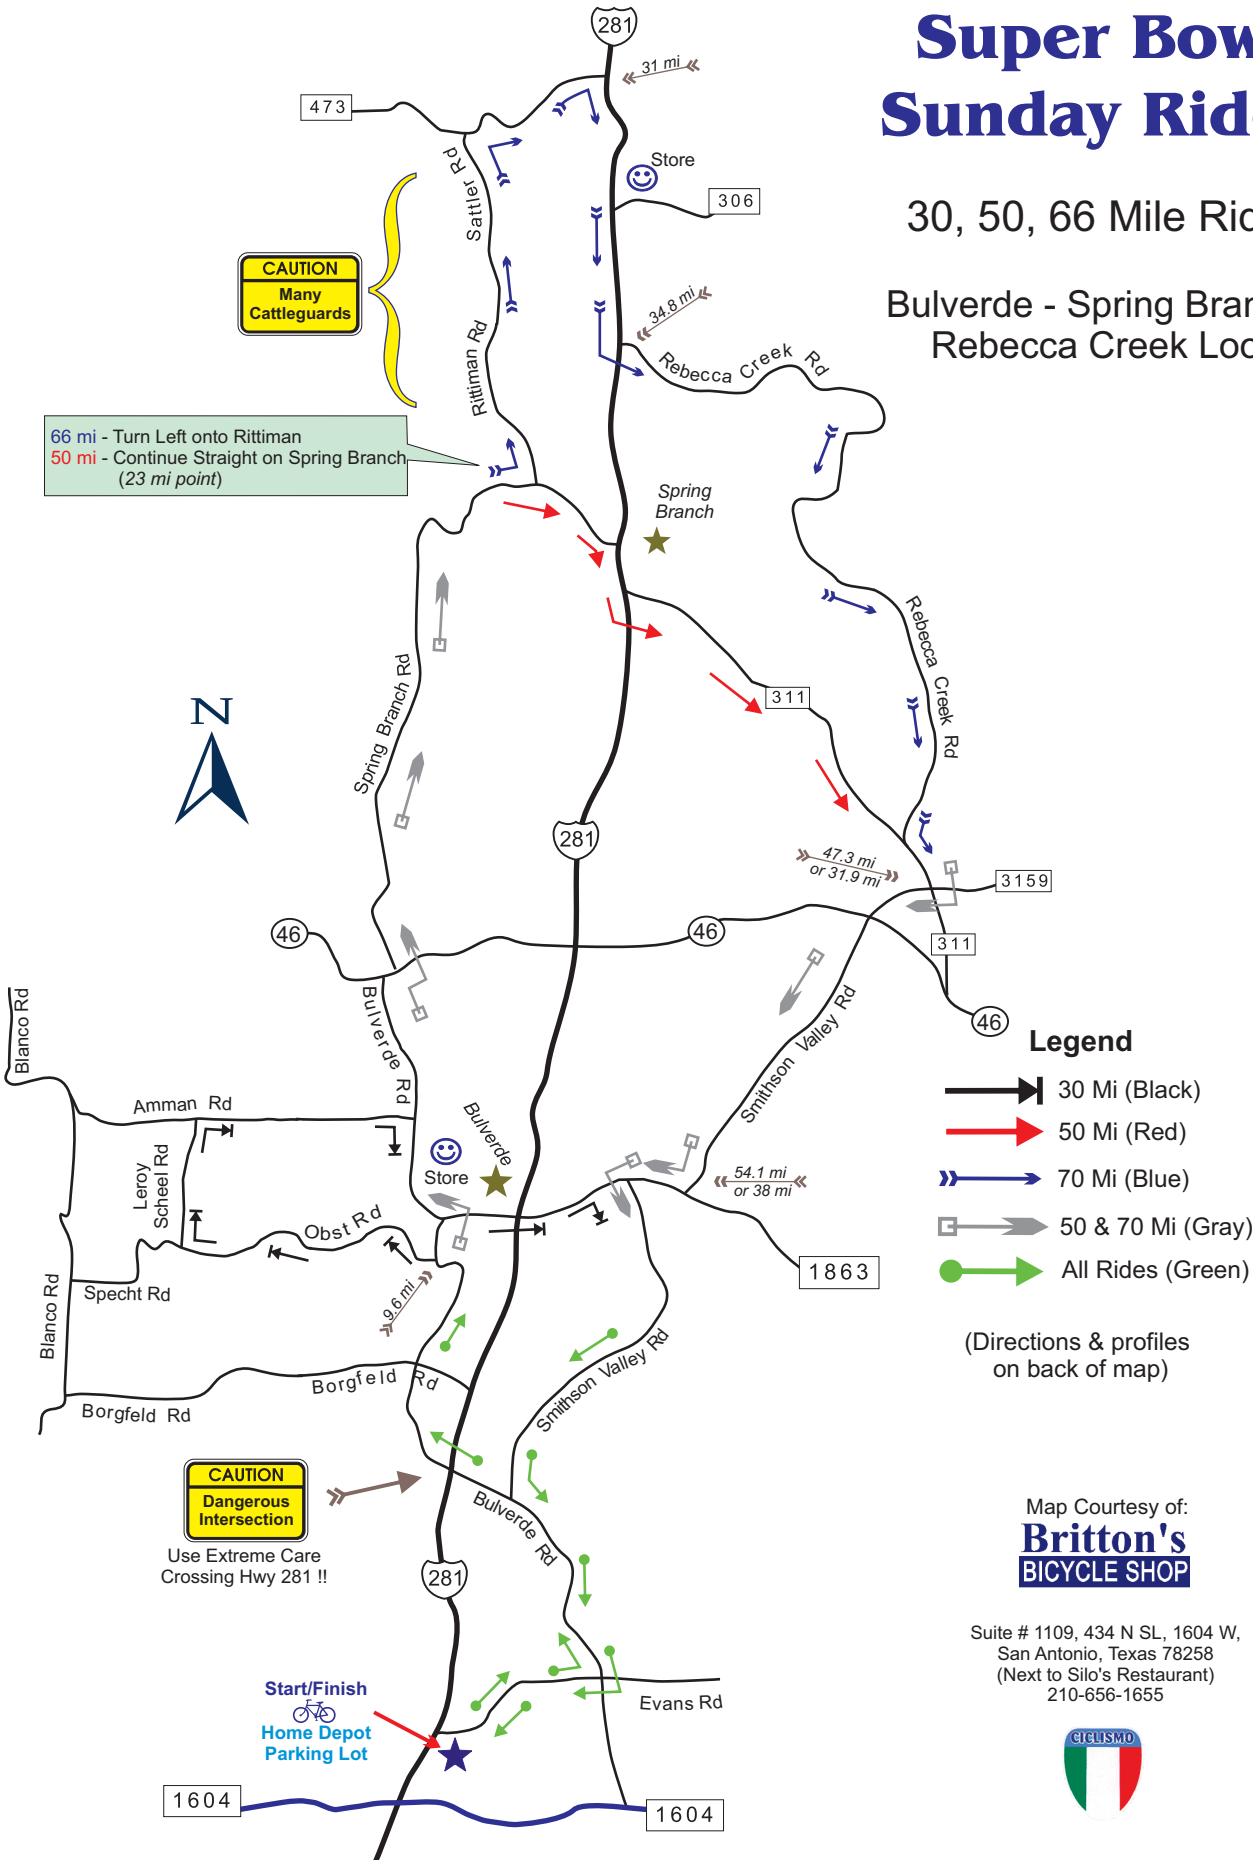 281
Super Bow
Sunday Rid
31 mi
473
Store
Sattler Rd
306
30, 50, 66 Mile Ric
CAUTION
Many
Cattleguards
34.8 mi
Bulverde - Spring Bran
Rebecca Creek Loo
Rittiman Rd
Rebecca Creek Rd
66 mi - Turn Left onto Rittiman
50 mi - Continue Straight on Spring Branch
(23 mi point)
Spring
Branch
Rebecca Creek Rd
Spring Branch Rd
311
N
281
47.3 mi
or 31.9 mi
3159
46
46
311
Bulverde Rd
Blanco Rd
Smithson Valley Rd
46
Legend
30 Mi (Black)
50 Mi (Red)
70 Mi (Blue)
50 & 70 Mi (Gray)
All Rides (Green)
(Directions & profiles
on back of map)
Amman Rd
Bulverde
Leroy
Scheel Rd
Store
54.1 mi
or 38 mi
Obst Rd
1863
Specht Rd
9.6 mi
Blanco Rd
Smithson Valley Rd
Borgfeld Rd
Borgfeld Rd
CAUTION
Dangerous
Intersection
Use Extreme Care
Crossing Hwy 281 !!
Bulverde Rd
281
Map Courtesy of:
Britton's
BICYCLE SHOP
Suite # 1109, 434 N SL, 1604 W,
San Antonio, Texas 78258
(Next to Silo's Restaurant)
210-656-1655
CICLISMO
Start/Finish
Home Depot
Parking Lot
Evans Rd
1604
1604